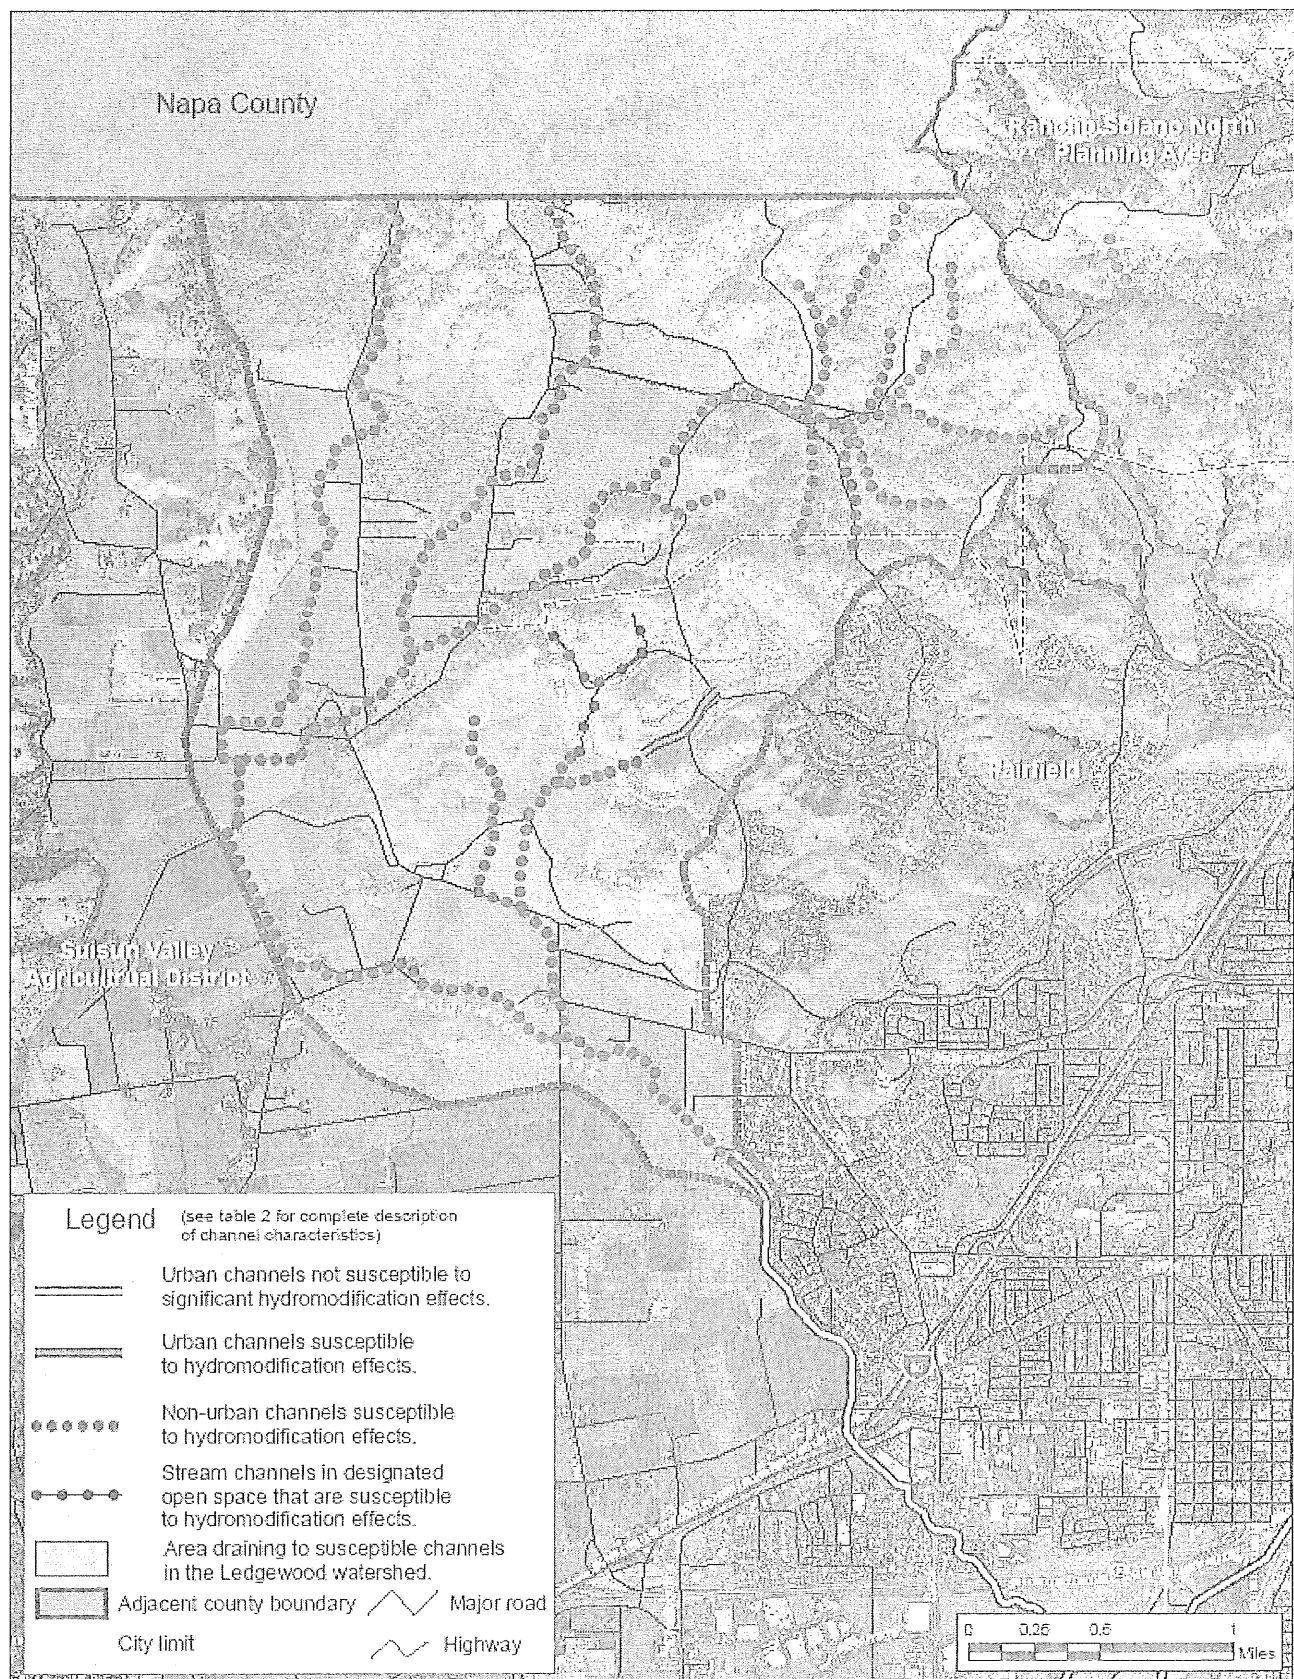 Napa County
Rancho Solano North
Planning Area
Fairfield
Suisun Valley
Agricultural District
Legend (see table 2 for complete description
of channel characteristics)
Urban channels not susceptible to
significant hydromodification effects.
Urban channels susceptible
to hydromodification effects.
Non-urban channels susceptible
to hydromodification effects.
Stream channels in designated
open space that are susceptible
to hydromodification effects.
Area draining to susceptible channels
in the Ledgewood watershed.
Adjacent county boundary Major road
City limit Highway
0 0.25 0.5 1
Miles